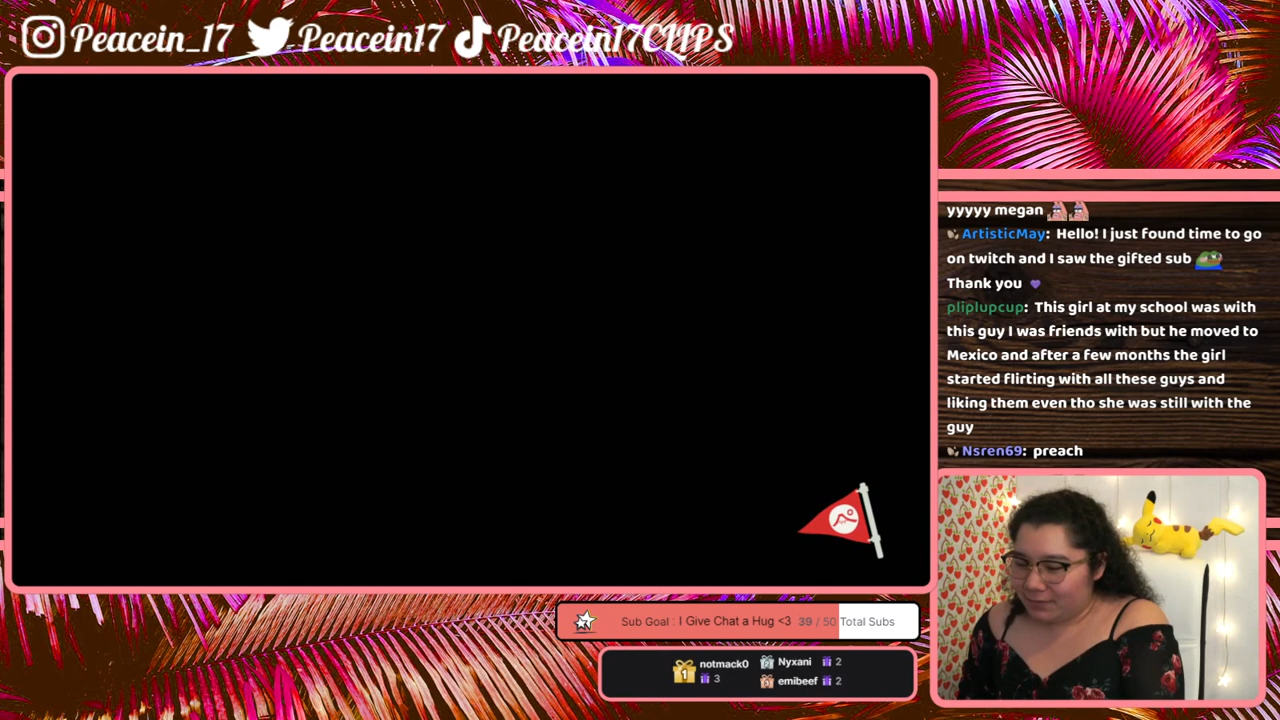 Peacein_17 Peacein17 Peacein17ClIPS
yyyyy megan
ArtisticMay: Hello! I just found time to go
on twitch and I saw the gifted sub
Thank you
pliplupcup: This girl at my school was with
this guy I was friends with but he moved to
Mexico and after a few months the girl
started flirting with all these guys and
liking them even tho she was still with the
guy
Nsren69: preach
Sub Goal : I Give Chat a Hug <3 39 / 50 Total Subs
1 notmack0 3
2 Nyxani 2
3 emibeef 2